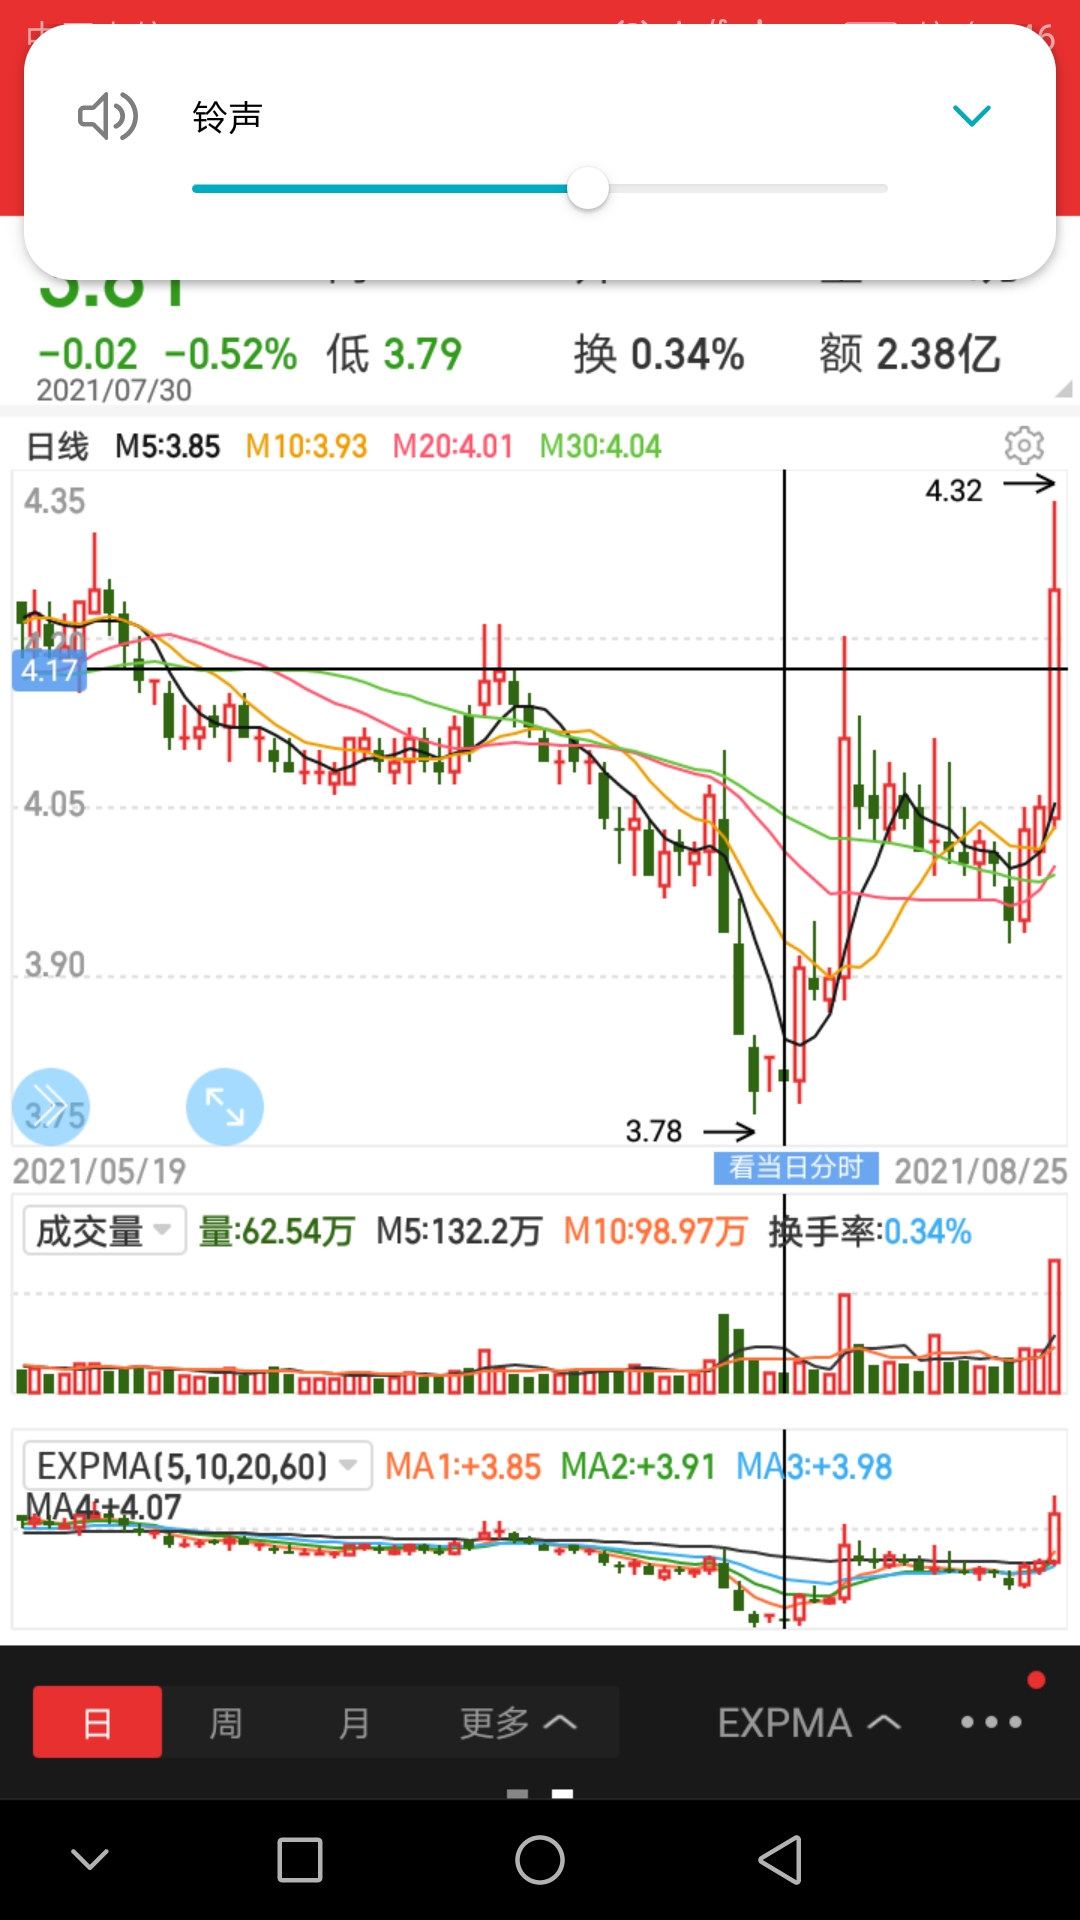 铃声
3.81
-0.02 -0.52% 低 3.79 换 0.34% 额 2.38亿
2021/07/30
日线 M5:3.85 M10:3.93 M20:4.01 M30:4.04
4.35
4.32
4.20
4.17
4.05
3.90
3.75
3.78
2021/05/19 看当日分时 2021/08/25
成交量 量:62.54万 M5:132.2万 M10:98.97万 换手率:0.34%
EXPMA(5,10,20,60) MA1:+3.85 MA2:+3.91 MA3:+3.98
MA4:+4.07
日 周 月 更多 EXPMA